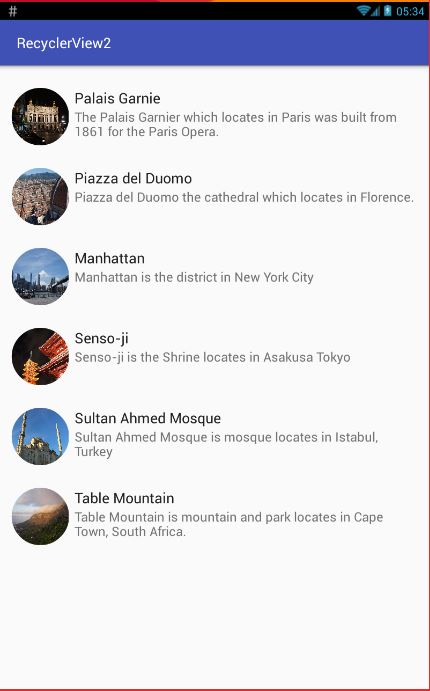 # 05:34
RecyclerView2
Palais Garnie
The Palais Garnier which locates in Paris was built from
1861 for the Paris Opera.
Piazza del Duomo
Piazza del Duomo the cathedral which locates in Florence.
Manhattan
Manhattan is the district in New York City
Senso-ji
Senso-ji is the Shrine locates in Asakusa Tokyo
Sultan Ahmed Mosque
Sultan Ahmed Mosque is mosque locates in Istabul,
Turkey
Table Mountain
Table Mountain is mountain and park locates in Cape
Town, South Africa.